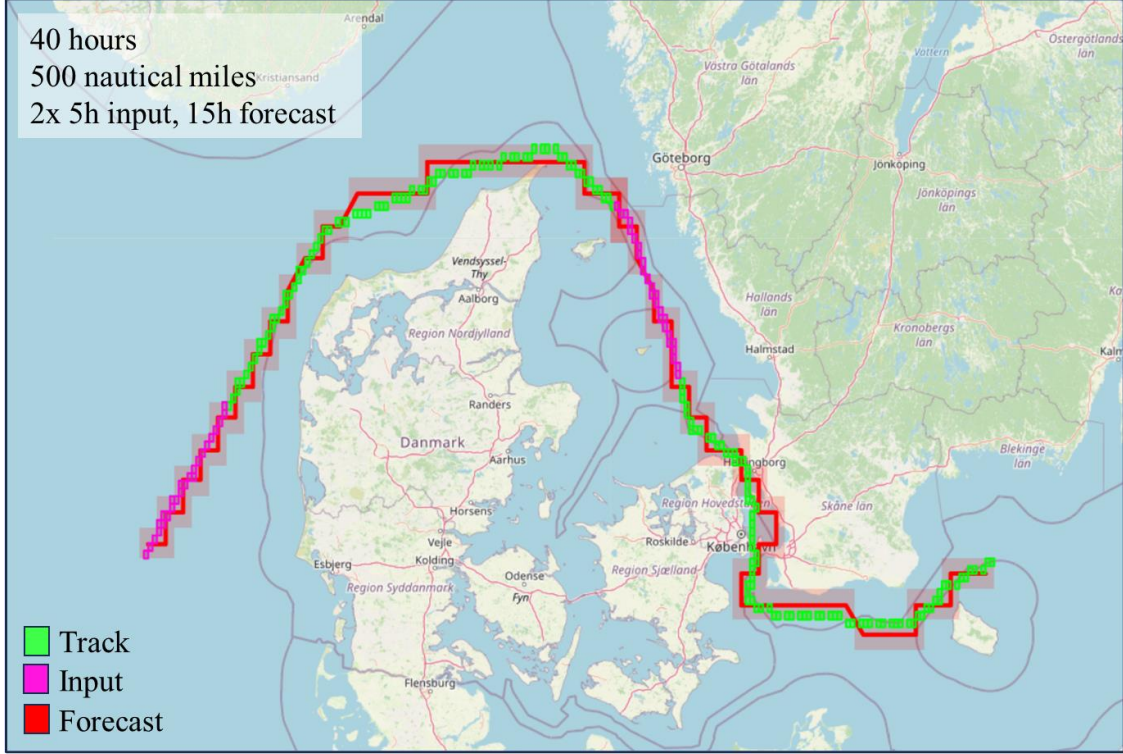 Arendal
40 hours
500 nautical miles
Kristiansand
2x 5h input, 15h forecast
Västra Götalands
län
Vättern
Östergötlands
län
Göteborg
Jönköping
Jönköpings
län
Vendsyssel-
Thy
Aalborg
Region Nordjylland
Hallands
län
Kronobergs
län
Halmstad
Kalm
Randers
Danmark
Aarhus
Blekinge
län
Horsens
Region Hovedst
Skåne län
Vejle
Kolding
Esbjerg
Roskilde
København
Region Sjælland
Odense
Fyn
Region Syddanmark
Flensburg
Track
Input
Forecast